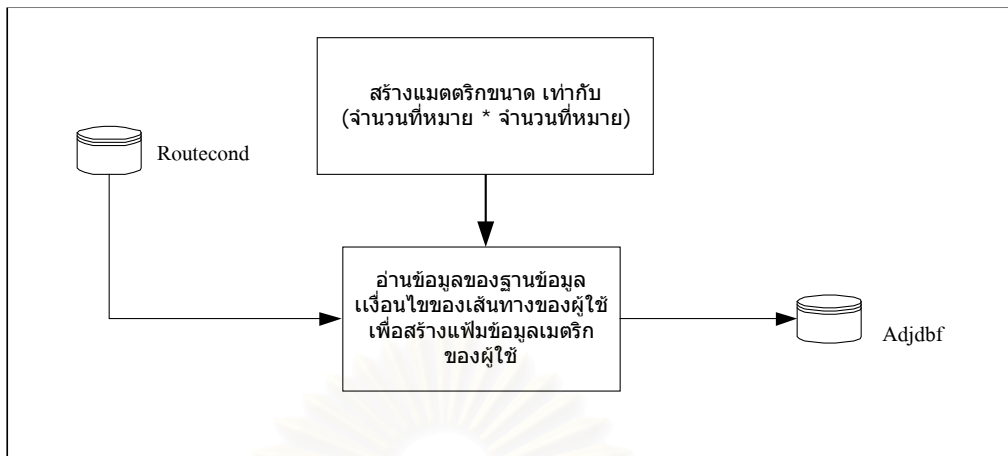 สร้างแมตตริกขนาด เท่ากับ
(จำนวนที่หมาย * จำนวนที่หมาย)
Routecond
อ่านข้อมูลของฐานข้อมูล
เเงื่อนไขของเส้นทางของผู้ใช้
เพื่อสร้างแฟ้มข้อมูลเมตริก
ของผู้ใช้
Adjdbf